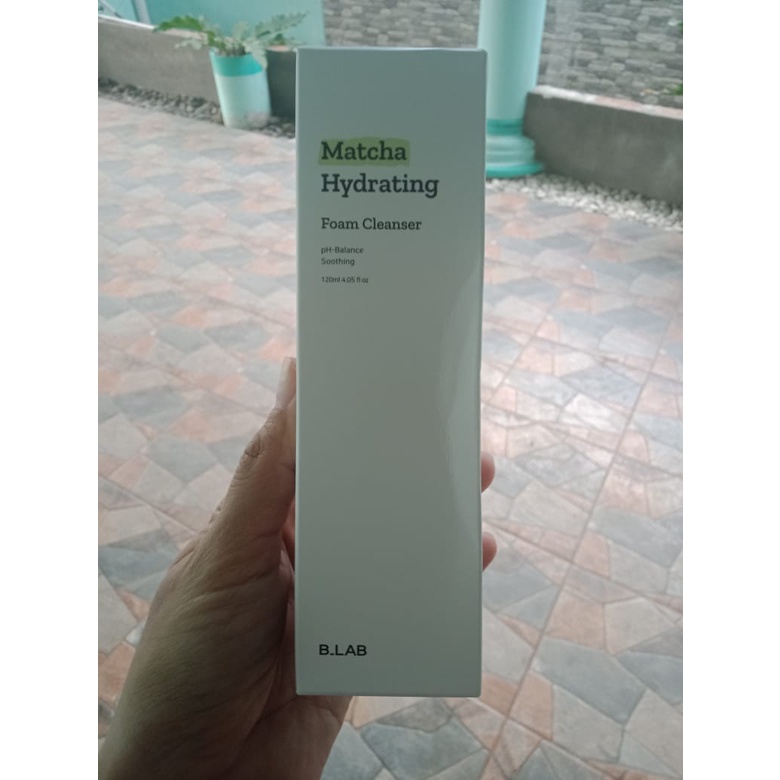 Matcha
Hydrating
Foam Cleanser
pH-Balance
Soothing
120ml 4.05 fl oz
B_LAB